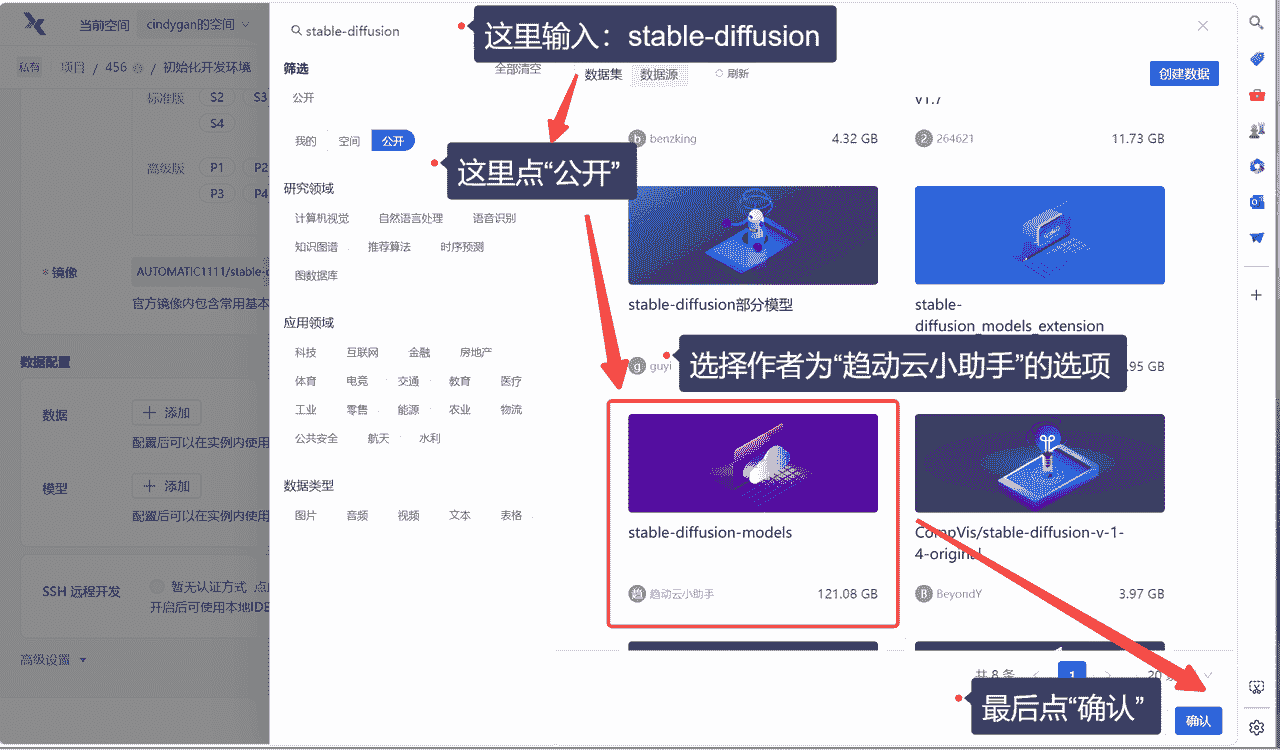 当前空间 cindygan的空间
私有 项目 / 456 / 初始化开发环境
标准版 S2 S3
S4
高级版 P1 P2
P3 P4
* 镜像 AUTOMATIC1111/stable-
官方镜像内包含常用基本
数据配置
数据 + 添加
配置后可以在实例内使用
模型 + 添加
配置后可以在实例内使用
SSH 远程开发 暂无认证方式
开启后可使用本地IDE
高级设置
stable-diffusion
这里输入：stable-diffusion
筛选 全部清空
公开
我的 空间 公开
这里点“公开”
研究领域
计算机视觉 自然语言处理 语音识别
知识图谱 推荐算法 时序预测
图数据库
应用领域
科技 互联网 金融 房地产
体育 电竞 交通 教育 医疗
工业 零售 能源 农业 物流
公共安全 航天 水利
数据类型
图片 音频 视频 文本 表格
数据集 数据源 刷新 创建数据
v1.7
b benzking 4.32 GB
2 264621 11.73 GB
stable-diffusion部分模型
stable-
diffusion_models_extension
g guyi
.95 GB
选择作者为“趋动云小助手”的选项
stable-diffusion-models
趋 趋动云小助手 121.08 GB
CompVis/stable-diffusion-v-1-
4-original
B BeyondY 3.97 GB
共 8 条 1 20
最后点“确认”
确认